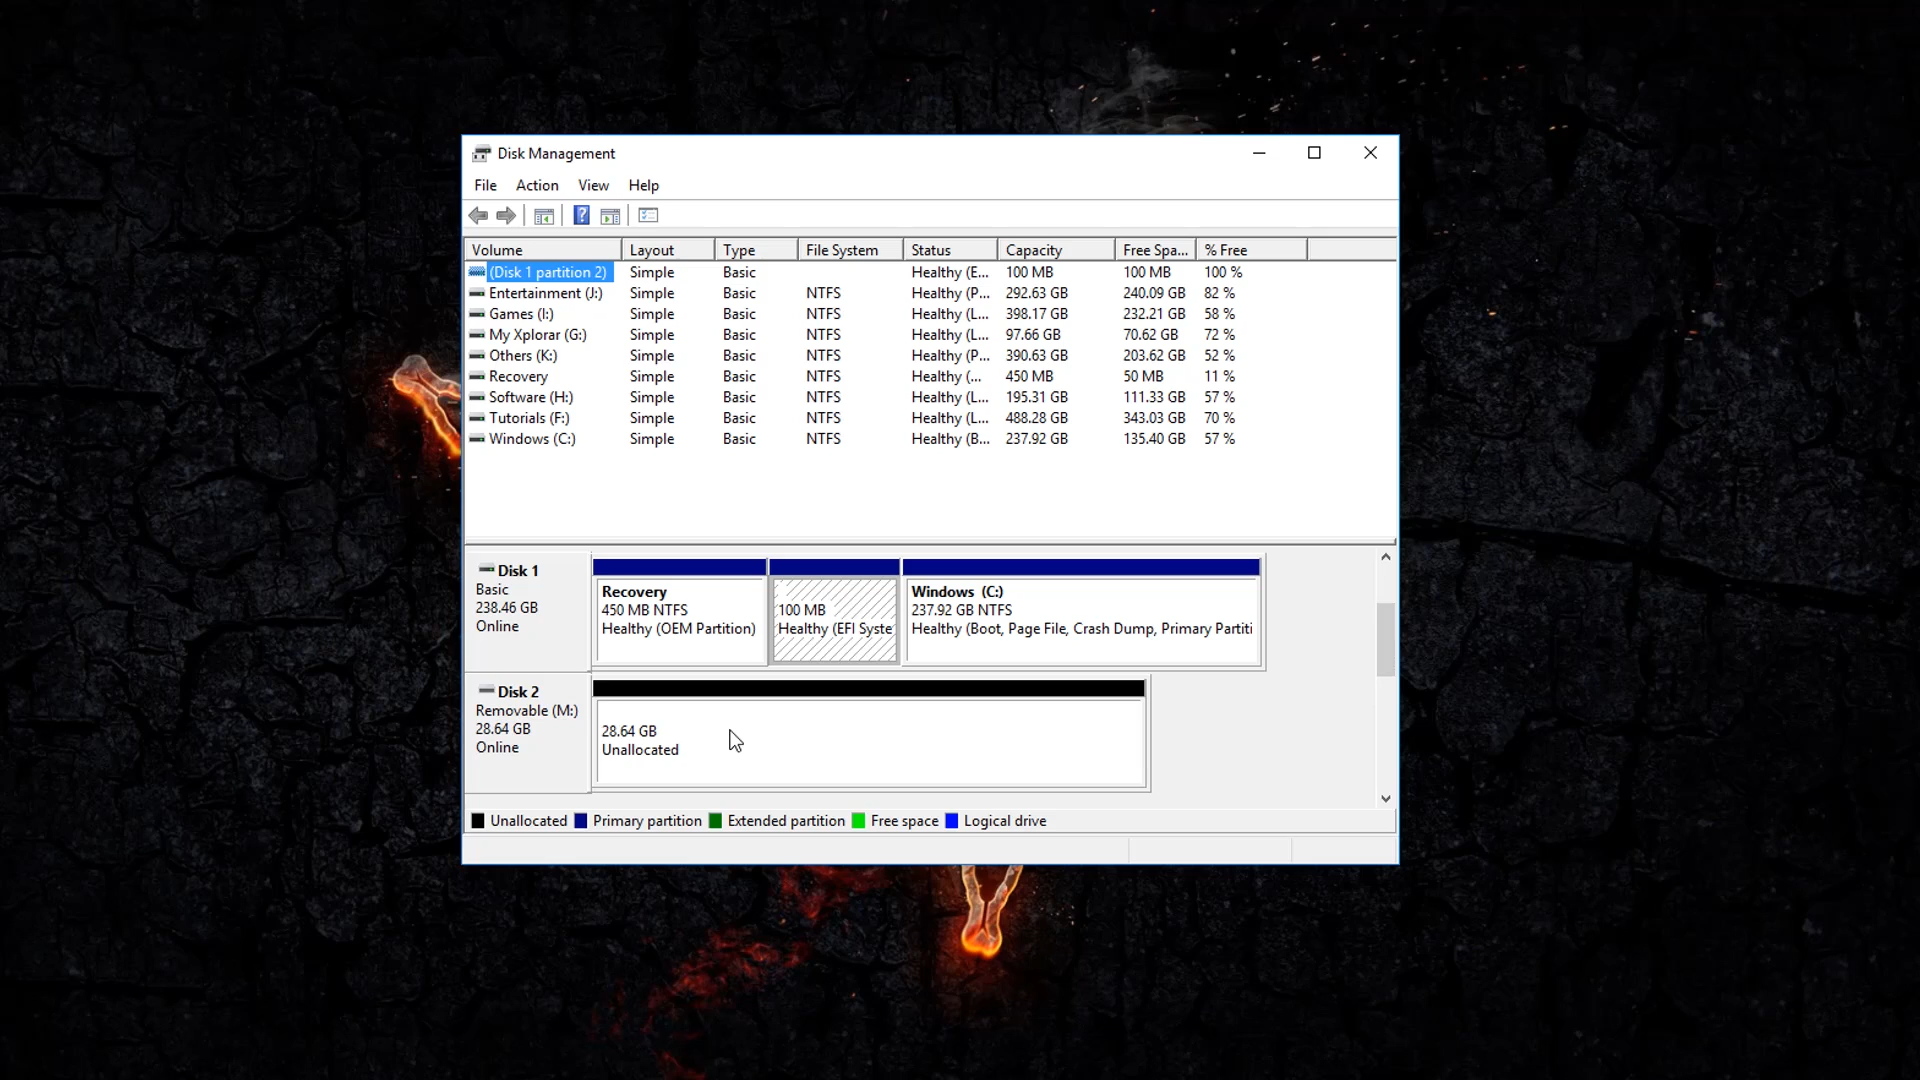 Disk Management
File Action View Help
Volume Layout Type File System Status Capacity Free Spa... % Free
(Disk 1 partition 2) Simple Basic Healthy (E... 100 MB 100 MB 100 %
Entertainment (J:) Simple Basic NTFS Healthy (P... 292.63 GB 240.09 GB 82 %
Games (I:) Simple Basic NTFS Healthy (L... 398.17 GB 232.21 GB 58 %
My Xplorar (G:) Simple Basic NTFS Healthy (L... 97.66 GB 70.62 GB 72 %
Others (K:) Simple Basic NTFS Healthy (P... 390.63 GB 203.62 GB 52 %
Recovery Simple Basic NTFS Healthy (... 450 MB 50 MB 11 %
Software (H:) Simple Basic NTFS Healthy (L... 195.31 GB 111.33 GB 57 %
Tutorials (F:) Simple Basic NTFS Healthy (L... 488.28 GB 343.03 GB 70 %
Windows (C:) Simple Basic NTFS Healthy (B... 237.92 GB 135.40 GB 57 %
Disk 1
Basic
238.46 GB
Online
Recovery
450 MB NTFS
Healthy (OEM Partition)
100 MB
Healthy (EFI Syste
Windows (C:)
237.92 GB NTFS
Healthy (Boot, Page File, Crash Dump, Primary Partiti
Disk 2
Removable (M:)
28.64 GB
Online
28.64 GB
Unallocated
Unallocated Primary partition Extended partition Free space Logical drive